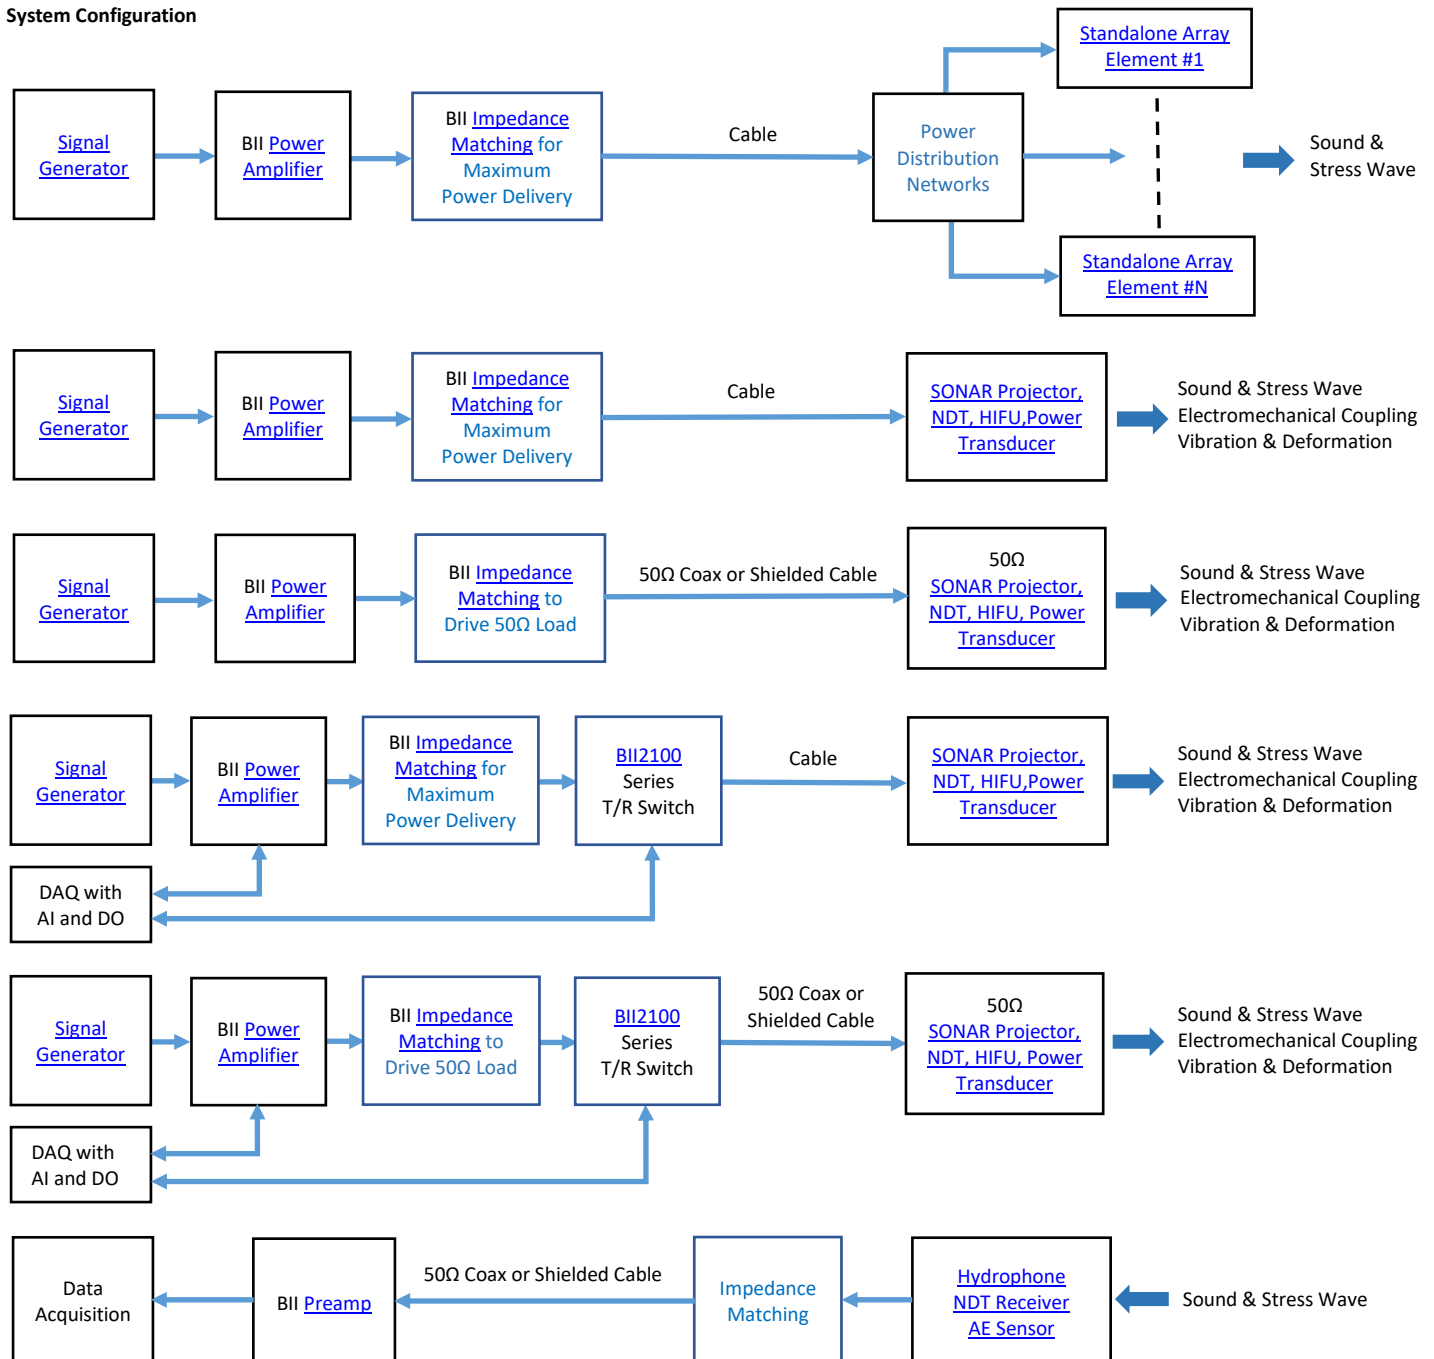 System Configuration
Signal
Generator
BII Power
Amplifier
BII Impedance
Matching for
Maximum
Power Delivery
Cable
Power
Distribution
Networks
Standalone Array
Element #1
Standalone Array
Element #N
Sound &
Stress Wave
Signal
Generator
BII Power
Amplifier
BII Impedance
Matching for
Maximum
Power Delivery
Cable
SONAR Projector,
NDT, HIFU,Power
Transducer
Sound & Stress Wave
Electromechanical Coupling
Vibration & Deformation
Signal
Generator
BII Power
Amplifier
BII Impedance
Matching to
Drive 50Ω Load
50Ω Coax or Shielded Cable
50Ω
SONAR Projector,
NDT, HIFU, Power
Transducer
Sound & Stress Wave
Electromechanical Coupling
Vibration & Deformation
Signal
Generator
BII Power
Amplifier
BII Impedance
Matching for
Maximum
Power Delivery
BII2100
Series
T/R Switch
Cable
SONAR Projector,
NDT, HIFU,Power
Transducer
Sound & Stress Wave
Electromechanical Coupling
Vibration & Deformation
DAQ with
AI and DO
Signal
Generator
BII Power
Amplifier
BII Impedance
Matching to
Drive 50Ω Load
BII2100
Series
T/R Switch
50Ω Coax or
Shielded Cable
50Ω
SONAR Projector,
NDT, HIFU, Power
Transducer
Sound & Stress Wave
Electromechanical Coupling
Vibration & Deformation
DAQ with
AI and DO
Data
Acquisition
BII Preamp
50Ω Coax or Shielded Cable
Impedance
Matching
Hydrophone
NDT Receiver
AE Sensor
Sound & Stress Wave